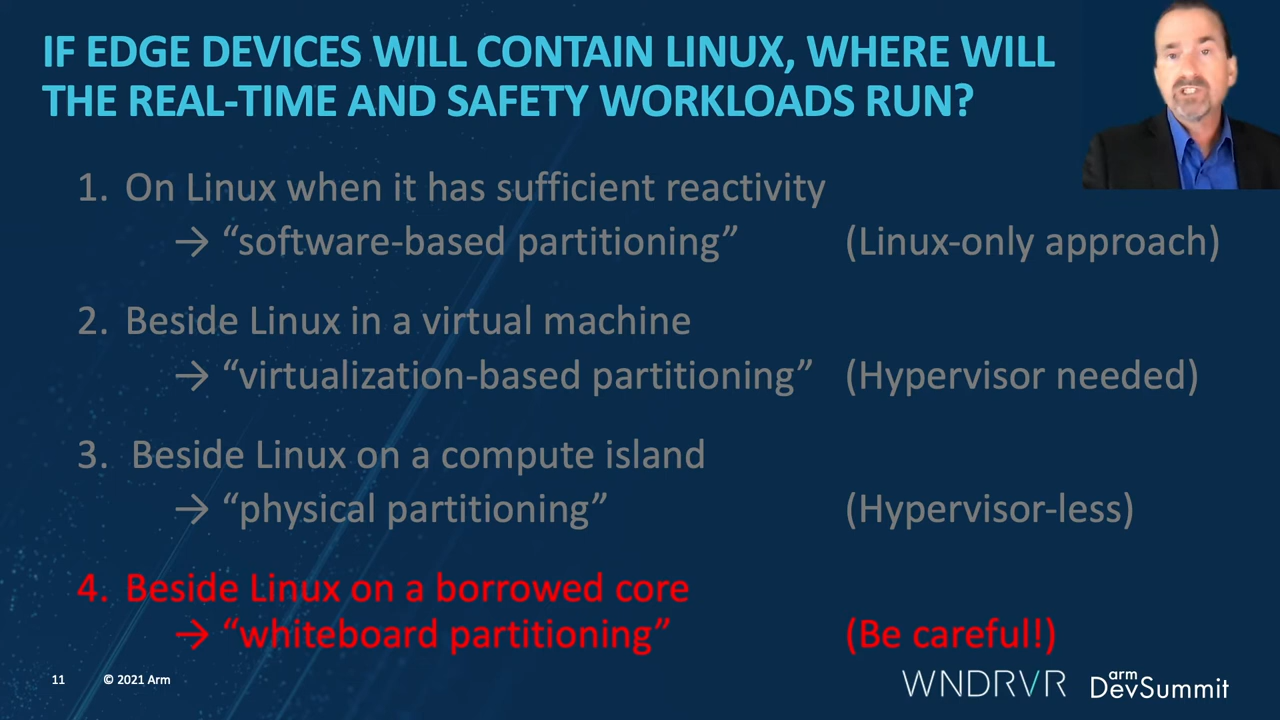 IF EDGE DEVICES WILL CONTAIN LINUX, WHERE WILL
THE REAL-TIME AND SAFETY WORKLOADS RUN?
1. On Linux when it has sufficient reactivity
→ “software-based partitioning” (Linux-only approach)
2. Beside Linux in a virtual machine
→ “virtualization-based partitioning” (Hypervisor needed)
3. Beside Linux on a compute island
→ “physical partitioning” (Hypervisor-less)
4. Beside Linux on a borrowed core
→ “whiteboard partitioning” (Be careful!)
11 © 2021 Arm
WNDRVR
arm
DevSummit